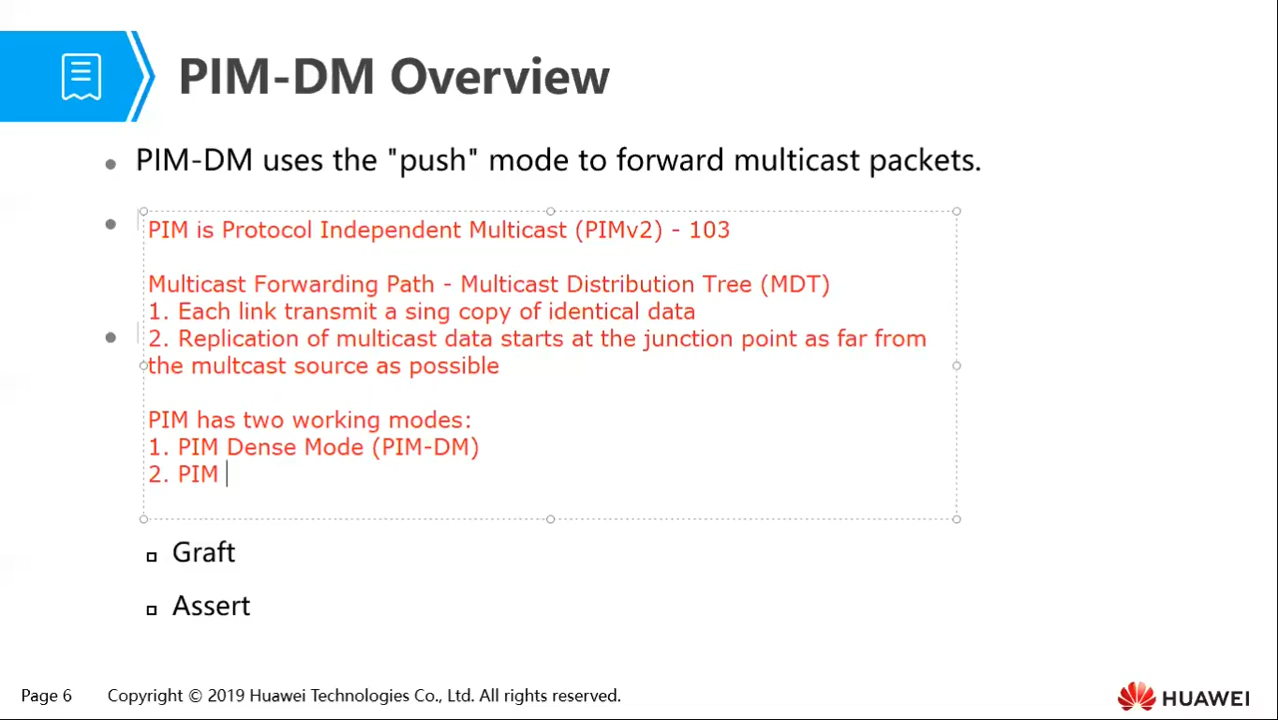 PIM-DM Overview
PIM-DM uses the "push" mode to forward multicast packets.
PIM is Protocol Independent Multicast (PIMv2) - 103
Multicast Forwarding Path - Multicast Distribution Tree (MDT)
1. Each link transmit a sing copy of identical data
2. Replication of multicast data starts at the junction point as far from
the multcast source as possible
PIM has two working modes:
1. PIM Dense Mode (PIM-DM)
2. PIM
Graft
Assert
Page 6 Copyright © 2019 Huawei Technologies Co., Ltd. All rights reserved.
HUAWEI